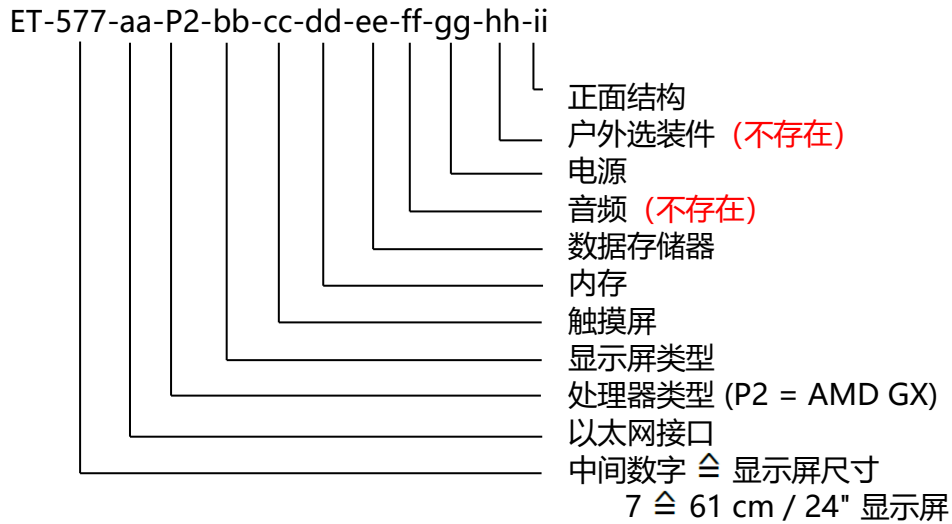 ET-577-aa-P2-bb-cc-dd-ee-ff-gg-hh-ii
正面结构
户外选装件（不存在）
电源
音频（不存在）
数据存储器
内存
触摸屏
显示屏类型
处理器类型 (P2 = AMD GX)
以太网接口
中间数字 ≙ 显示屏尺寸
7 ≙ 61 cm / 24" 显示屏